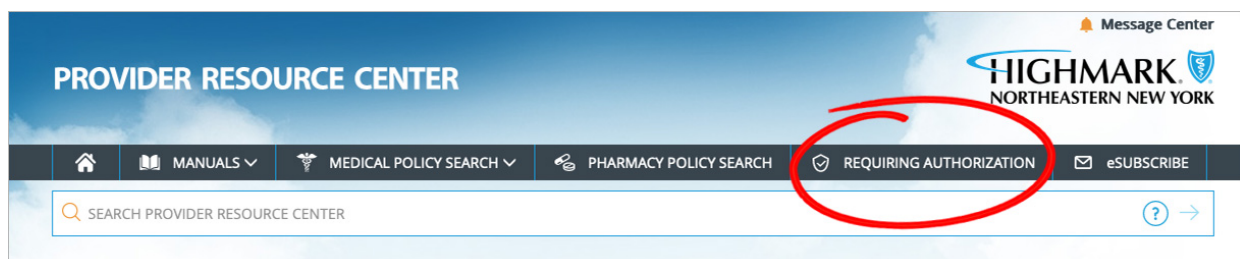 Message Center
PROVIDER RESOURCE CENTER
HIGHMARK.
NORTHEASTERN NEW YORK
MANUALS
MEDICAL POLICY SEARCH
PHARMACY POLICY SEARCH
REQUIRING AUTHORIZATION
eSUBSCRIBE
SEARCH PROVIDER RESOURCE CENTER
?